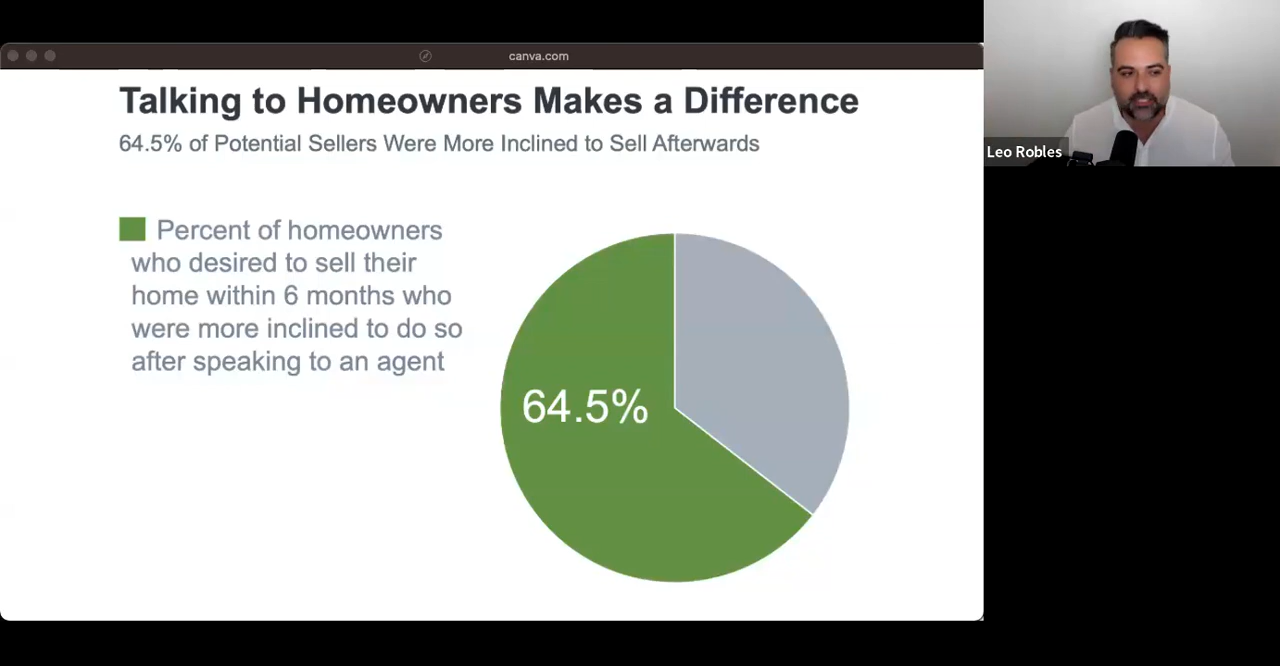 canva.com
Talking to Homeowners Makes a Difference
64.5% of Potential Sellers Were More Inclined to Sell Afterwards
Percent of homeowners
who desired to sell their
home within 6 months who
were more inclined to do so
after speaking to an agent
64.5%
Leo Robles